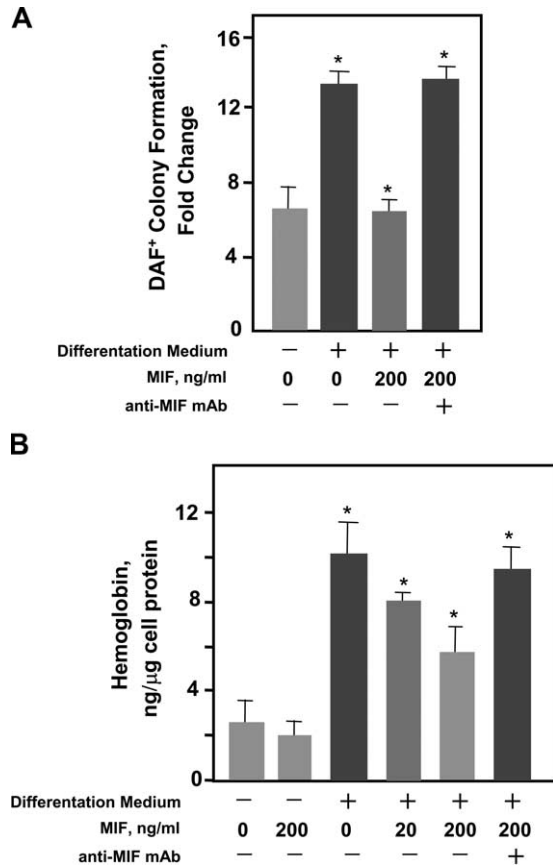 A
DAF+ Colony Formation,
Fold Change
16
12
8
4
0
*
*
*
Differentation Medium — + + +
MIF, ng/ml 0 0 200 200
anti-MIF mAb — — — +
B
Hemoglobin,
ng/μg cell protein
12
8
4
0
*
*
*
*
Differentation Medium — — + + + +
MIF, ng/ml 0 200 0 20 200 200
anti-MIF mAb — — — — — +